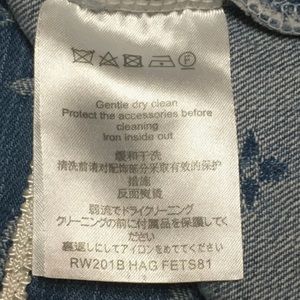 Gentle dry clean
Protect the accessories before
cleaning
Iron inside out
缓和干洗
清洗前请对配饰部分采取有效的保护
措施
反面熨烫
弱流でドライクリーニング
クリーニングの前に付属品を保護してく
ださい
裏返しにしてアイロンをかけてください
RW201B HAG FETS81